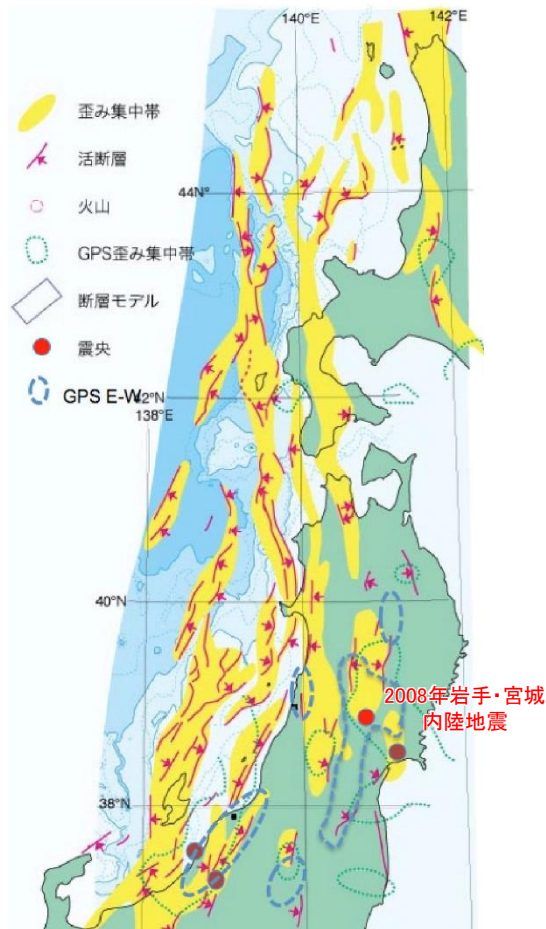 140°E
142°E
歪み集中帯
活断層
44N°
火山
GPS歪み集中帯
断層モデル
震央
GPS E-W
42°N
138°E
40°N
2008年岩手・宮城
内陸地震
38°N